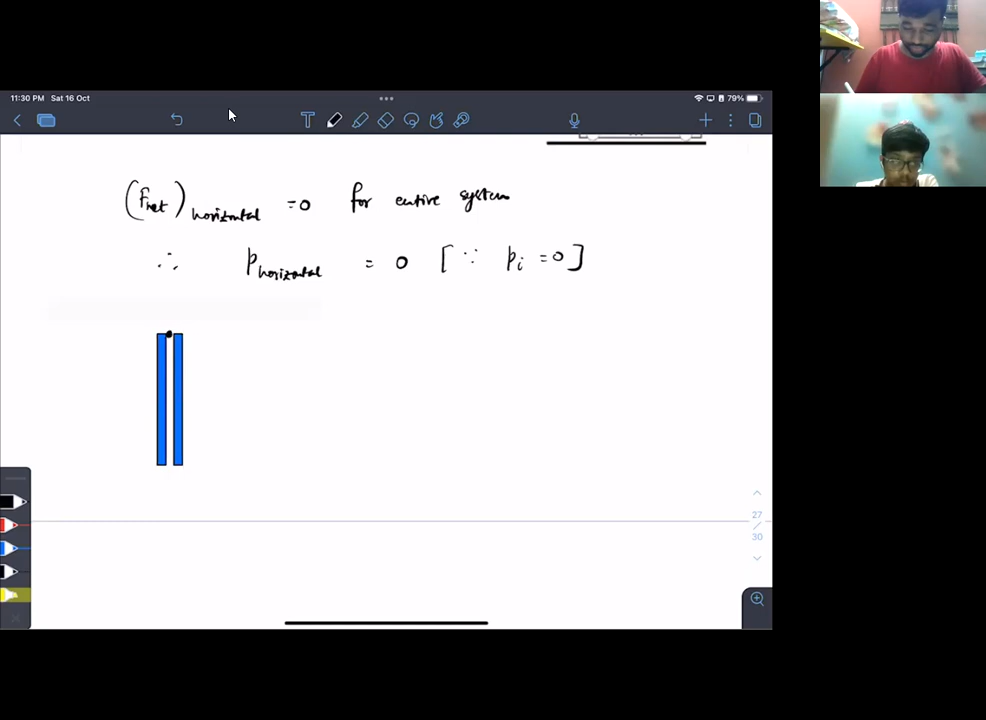 11:30 PM Sat 16 Oct
79%
(Fnet)horizontal =0 for entire system
∴ Phorizontal = 0 [∵ Pi =0]
27
/
30